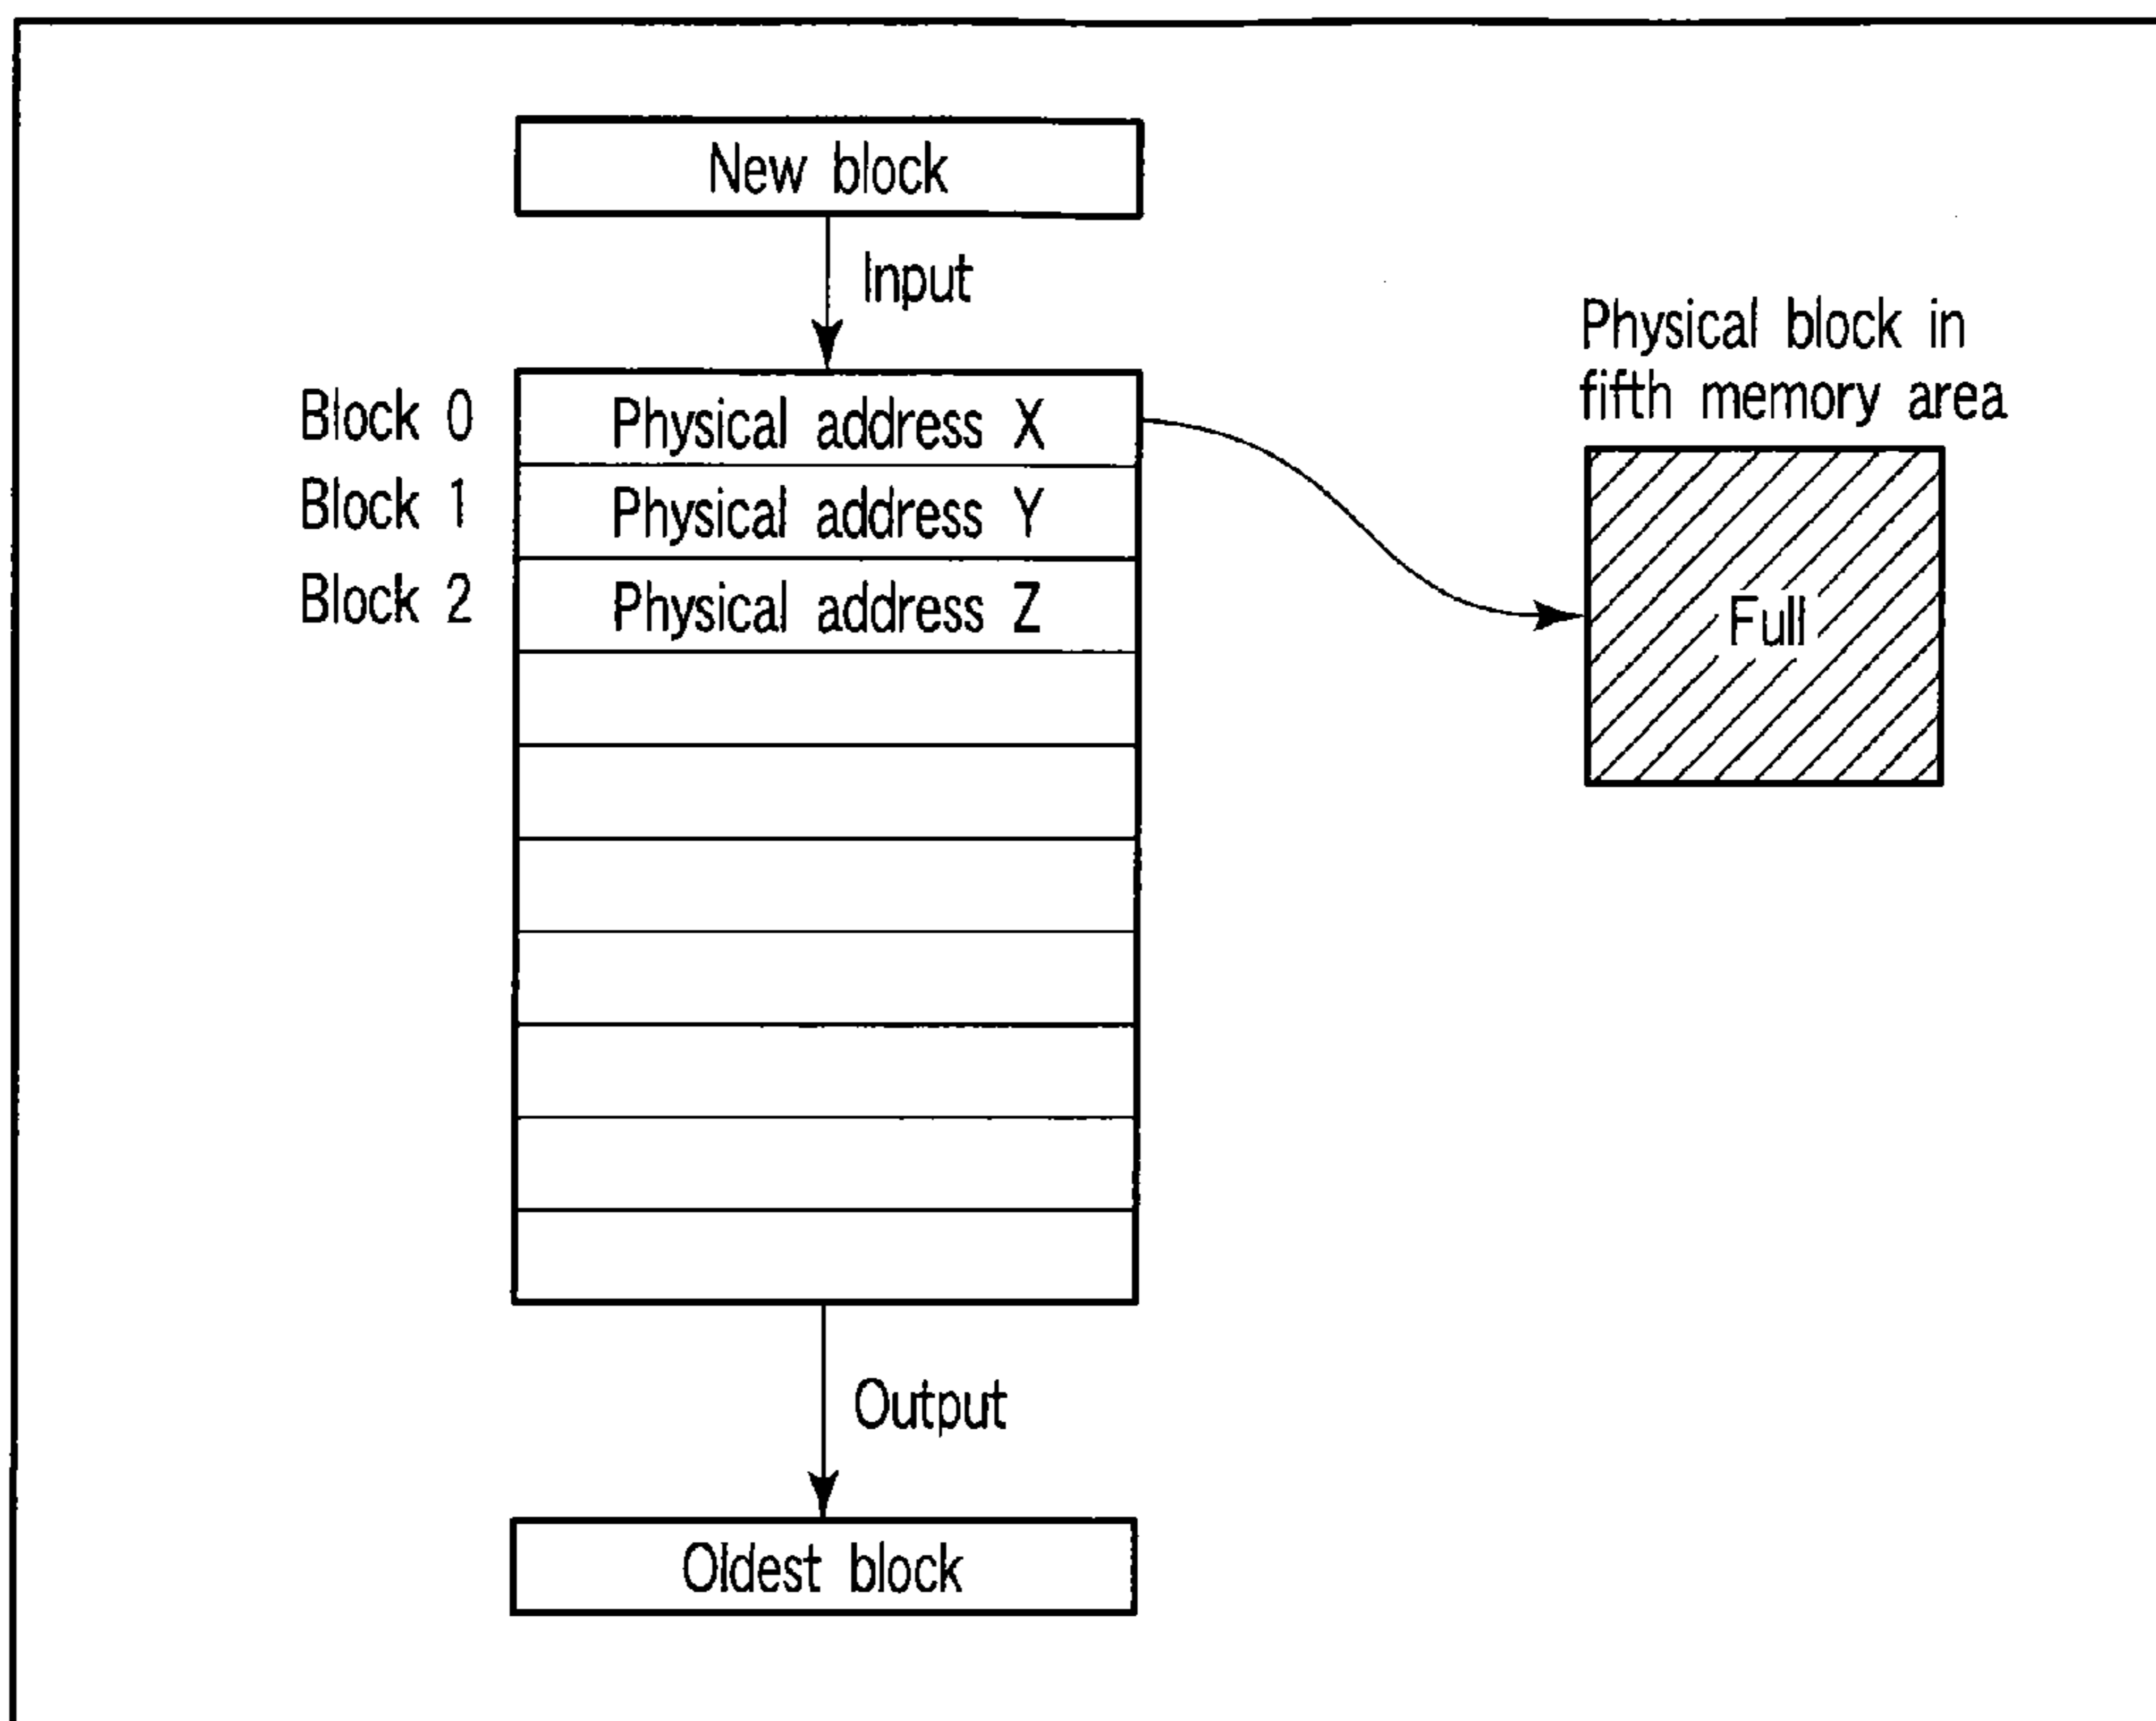 New block
Input
Physical block in
fifth memory area
Block 0 Physical address X
Block 1 Physical address Y
Block 2 Physical address Z
Full
Output
Oldest block